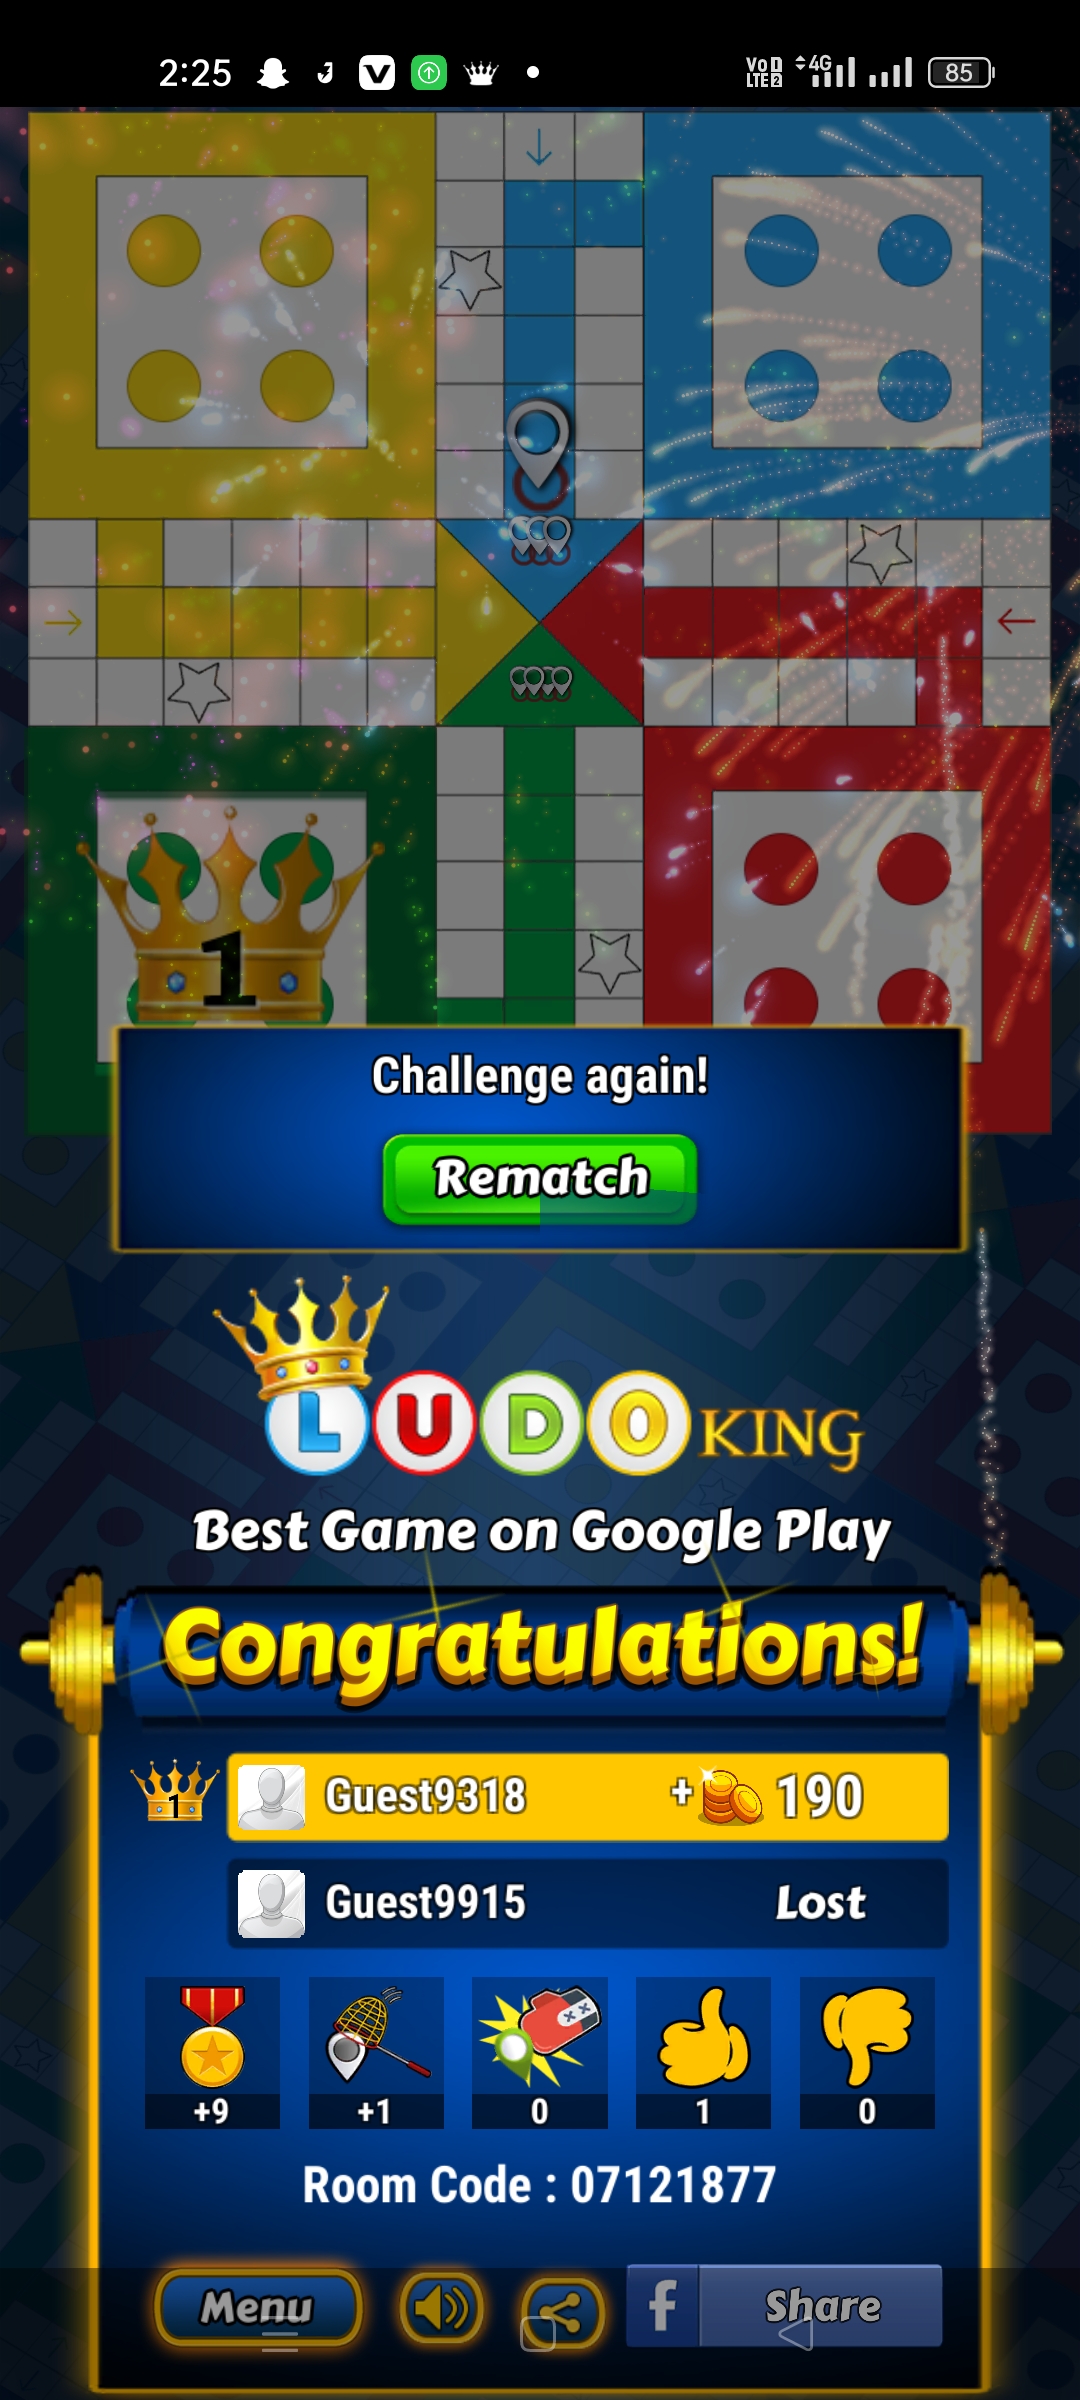 2:25
Vo LTE2 4G 85
1
Challenge again!
Rematch
LUDO KING
Best Game on Google Play
Congratulations!
1 Guest9318 + 190
Guest9915 Lost
+9 +1 0 1 0
Room Code : 07121877
Menu f Share